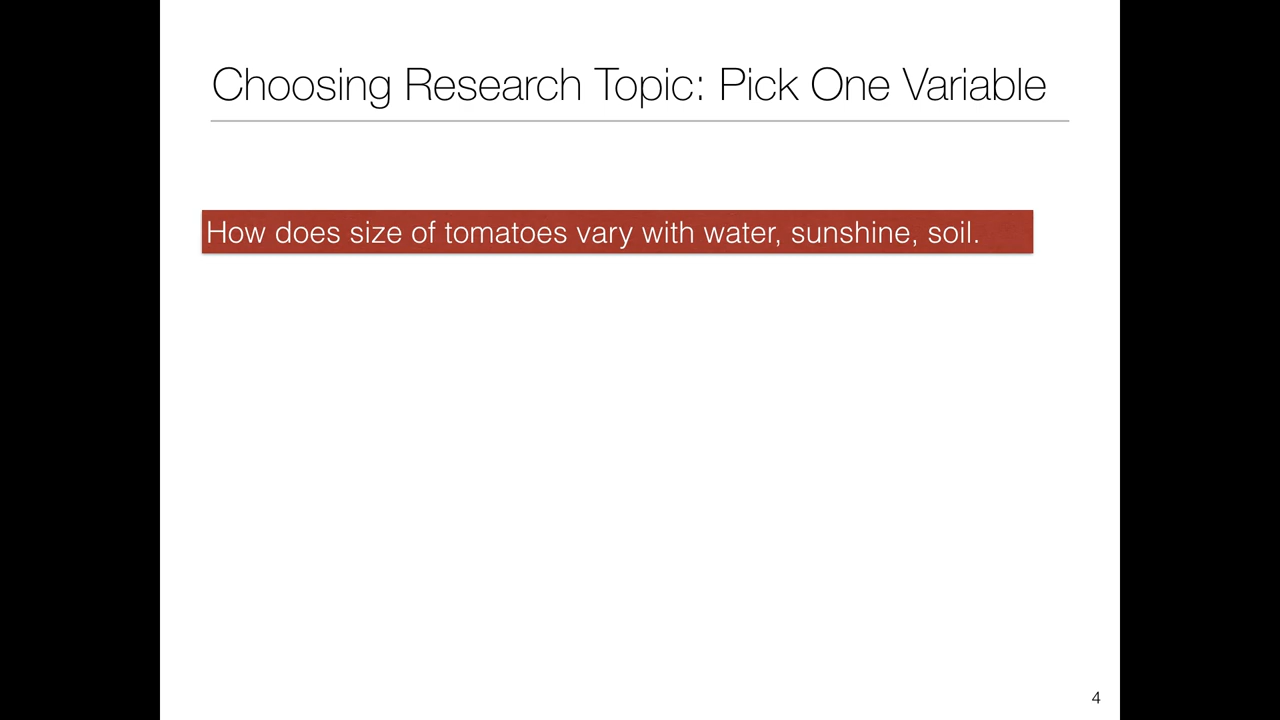 Choosing Research Topic: Pick One Variable
How does size of tomatoes vary with water, sunshine, soil.
4